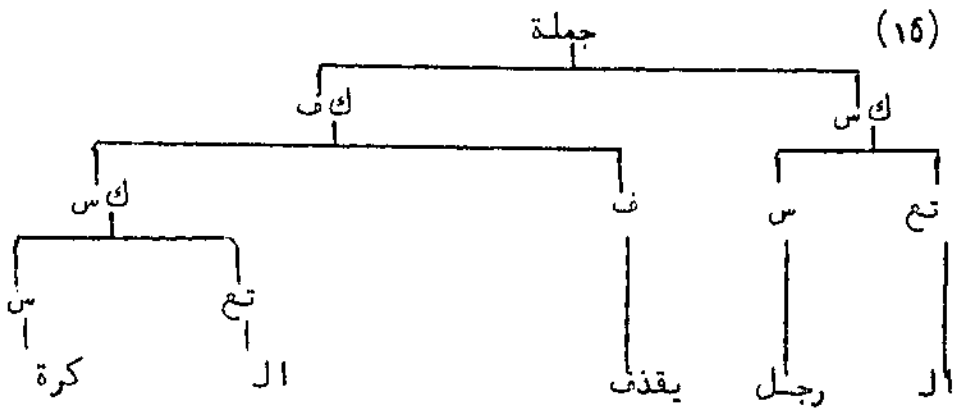 (١٥)
جملة
ك س ك ف
تع س ف ك س
تع س
ال رجل يقذف ال كرة